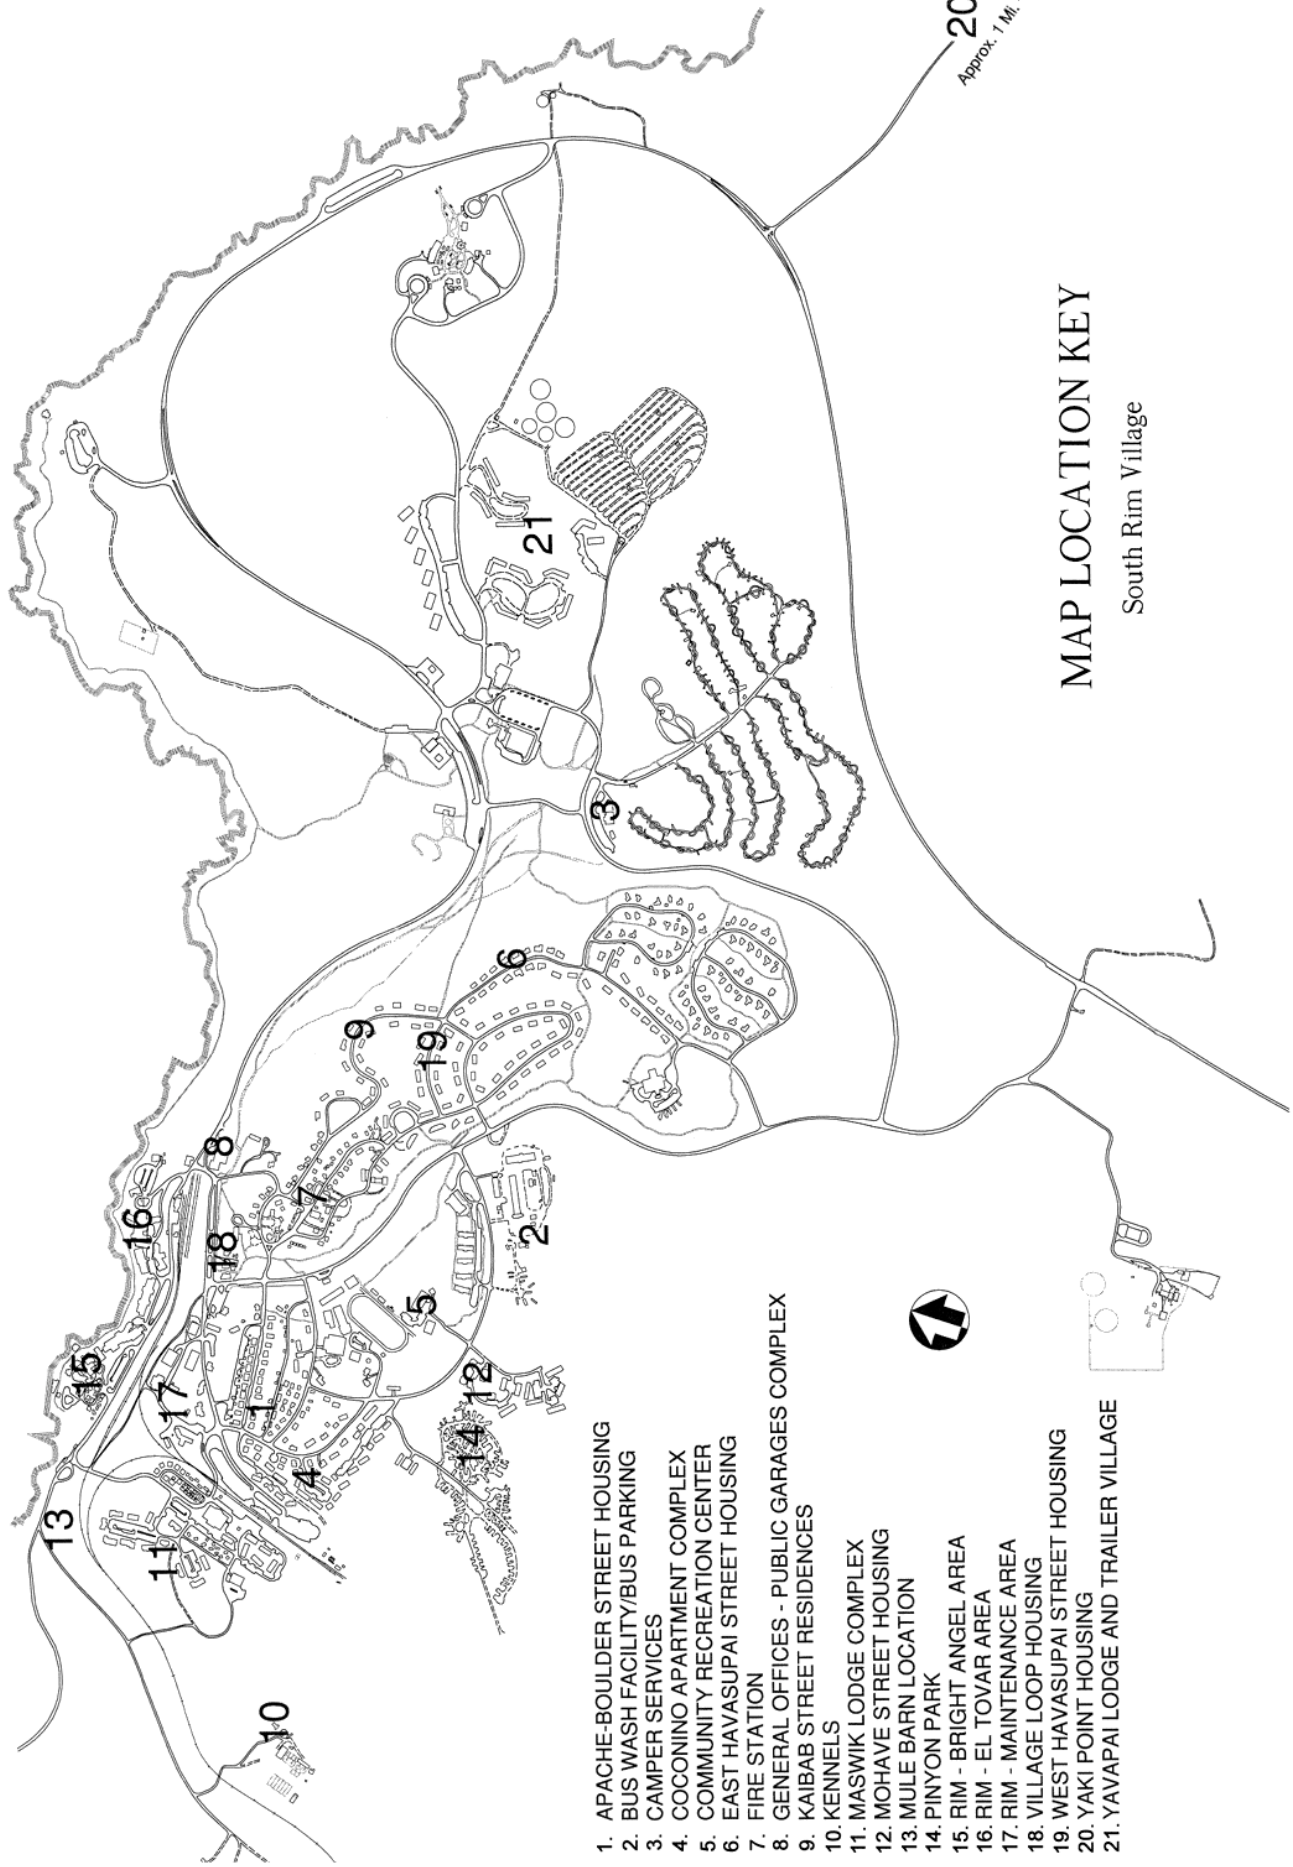 20
Approx. 1 Mi.
21
3
6
9
19
8
7
16
18
2
5
15
17
1
12
14
4
13
11
10
MAP LOCATION KEY
South Rim Village
1. APACHE-BOULDER STREET HOUSING
2. BUS WASH FACILITY/BUS PARKING
3. CAMPER SERVICES
4. COCONINO APARTMENT COMPLEX
5. COMMUNITY RECREATION CENTER
6. EAST HAVASUPAI STREET HOUSING
7. FIRE STATION
8. GENERAL OFFICES - PUBLIC GARAGES COMPLEX
9. KAIBAB STREET RESIDENCES
10. KENNELS
11. MASWIK LODGE COMPLEX
12. MOHAVE STREET HOUSING
13. MULE BARN LOCATION
14. PINYON PARK
15. RIM - BRIGHT ANGEL AREA
16. RIM - EL TOVAR AREA
17. RIM - MAINTENANCE AREA
18. VILLAGE LOOP HOUSING
19. WEST HAVASUPAI STREET HOUSING
20. YAKI POINT HOUSING
21. YAVAPAI LODGE AND TRAILER VILLAGE